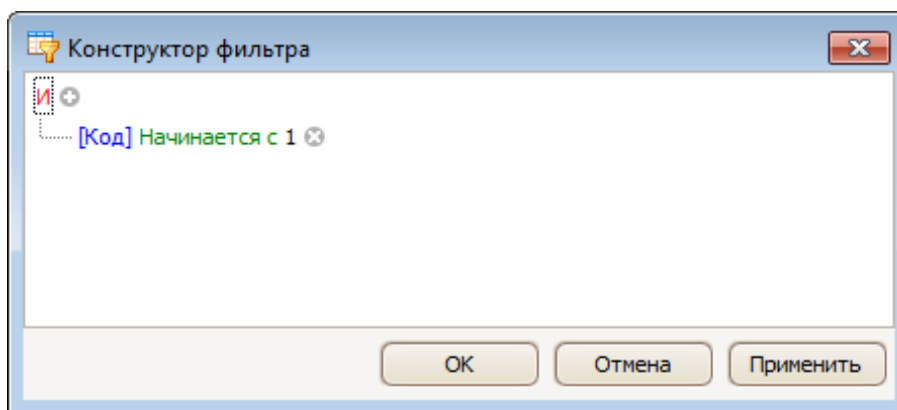 Конструктор фильтра
И
[Код] Начинается с 1
OK
Отмена
Применить